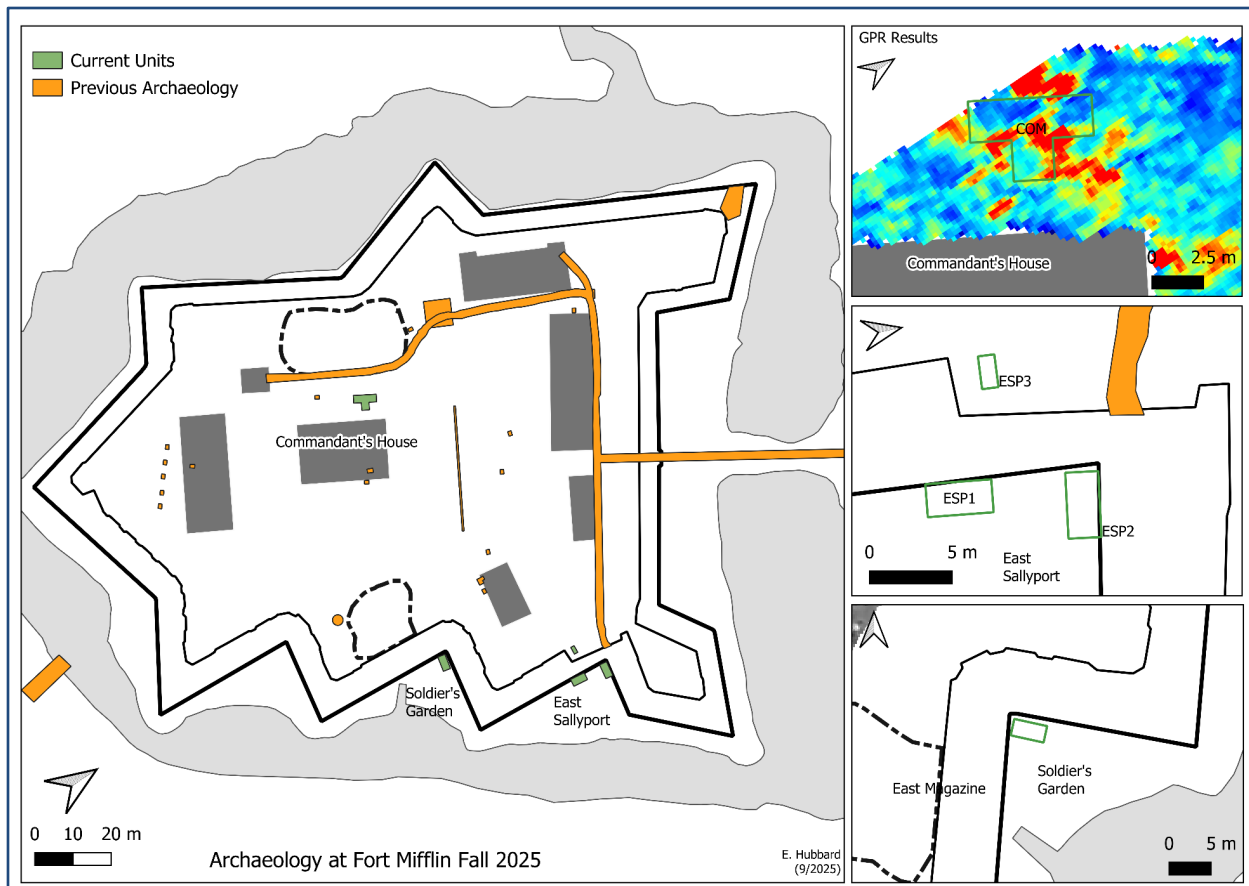 Current Units
Previous Archaeology
Commandant's House
Soldier's
Garden
East
Sallyport
0 10 20 m
Archaeology at Fort Mifflin Fall 2025
E. Hubbard
(9/2025)
GPR Results
COM
Commandant's House
0 2.5 m
ESP3
ESP1
ESP2
0 5 m
East
Sallyport
East Magazine
Soldier's
Garden
0 5 m